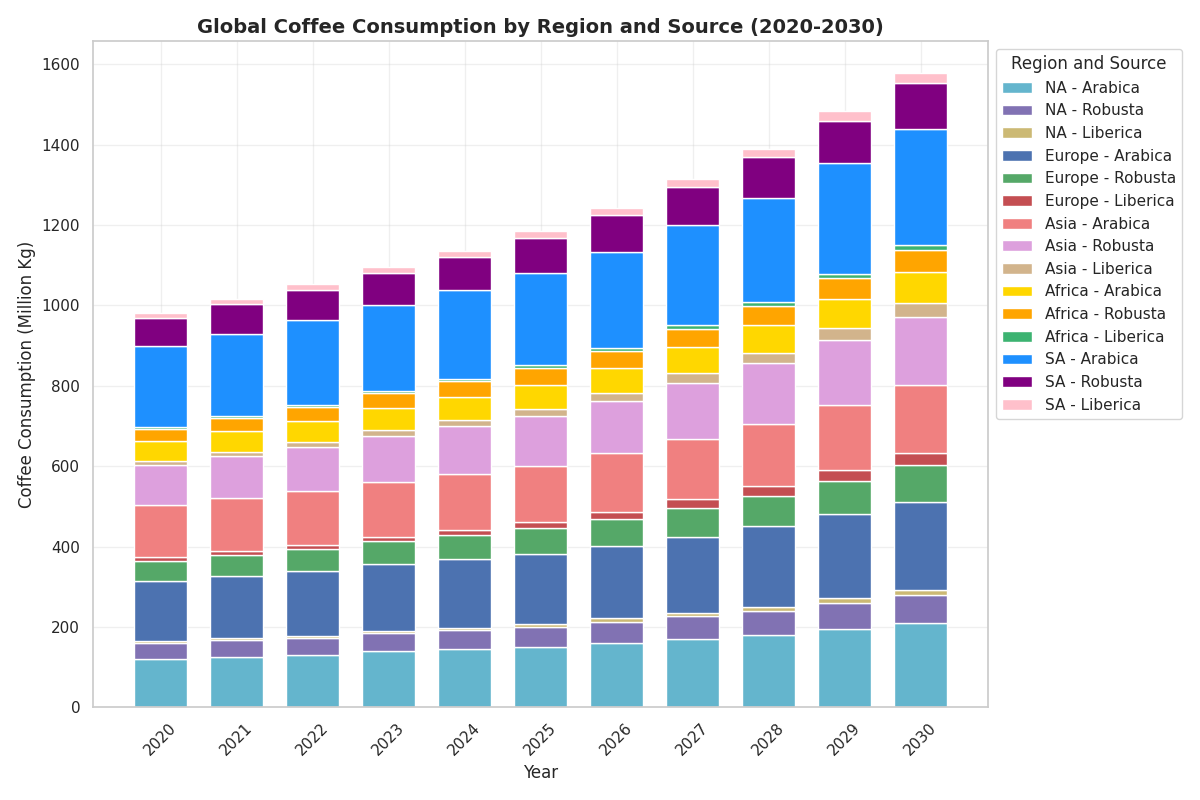 Global Coffee Consumption by Region and Source (2020-2030)
Coffee Consumption (Million Kg)
1600
1400
1200
1000
800
600
400
200
0
2020
2021
2022
2023
2024
2025
2026
2027
2028
2029
2030
Year
Region and Source
NA - Arabica
NA - Robusta
NA - Liberica
Europe - Arabica
Europe - Robusta
Europe - Liberica
Asia - Arabica
Asia - Robusta
Asia - Liberica
Africa - Arabica
Africa - Robusta
Africa - Liberica
SA - Arabica
SA - Robusta
SA - Liberica